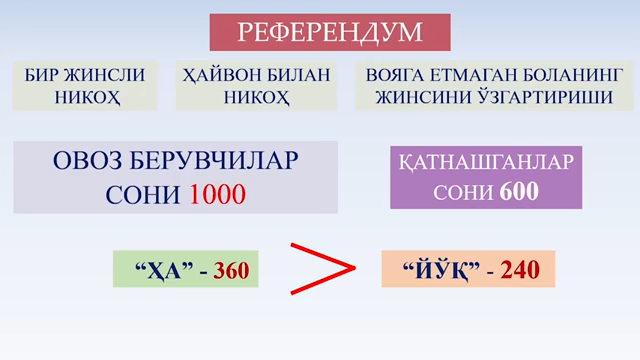 РЕФЕРЕНДУМ
БИР ЖИНСЛИ
НИКОҲ
ҲАЙВОН БИЛАН
НИКОҲ
ВОЯГА ЕТМАГАН БОЛАНИНГ
ЖИНСИНИ ЎЗГАРТИРИШИ
ОВОЗ БЕРУВЧИЛАР
СОНИ 1000
ҚАТНАШГАНЛАР
СОНИ 600
“ҲА” - 360 > “ЙЎҚ” - 240